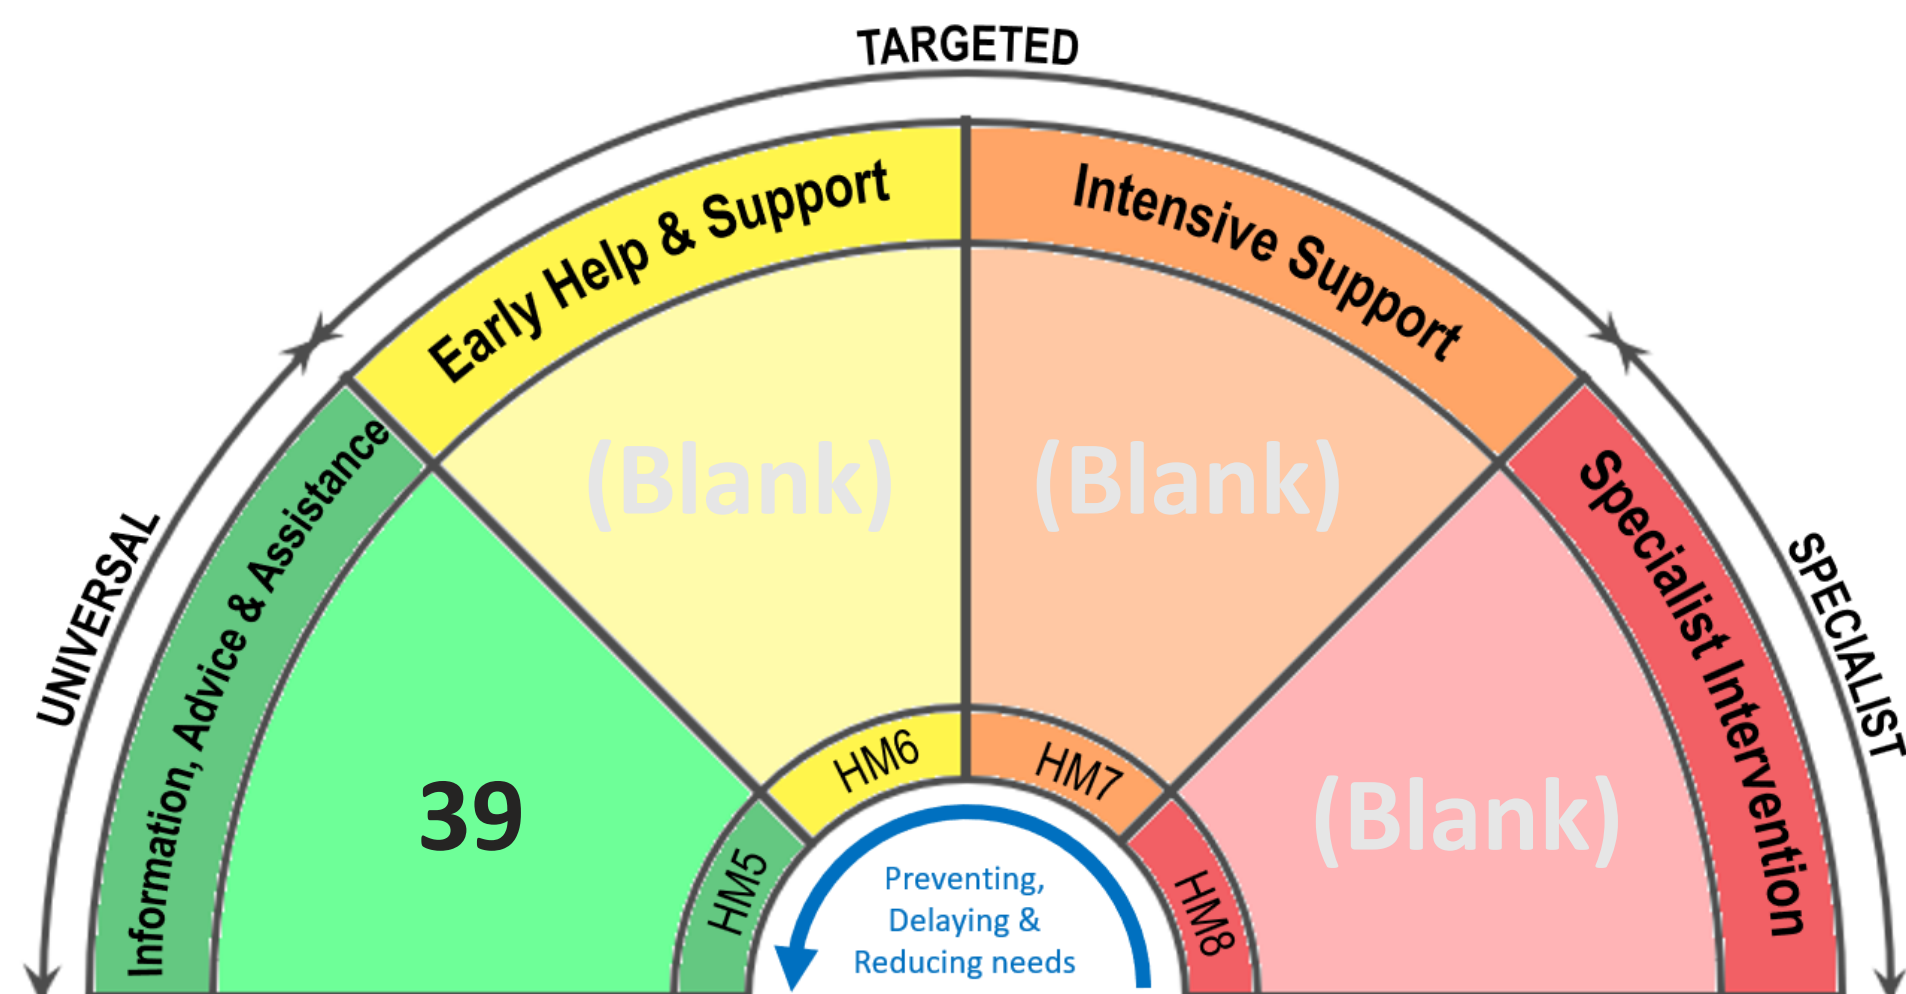 TARGETED
UNIVERSAL
SPECIALIST
Information, Advice & Assistance
Early Help & Support
Intensive Support
Specialist Intervention
39
(Blank)
(Blank)
(Blank)
HM5
HM6
HM7
HM8
Preventing,
Delaying &
Reducing needs